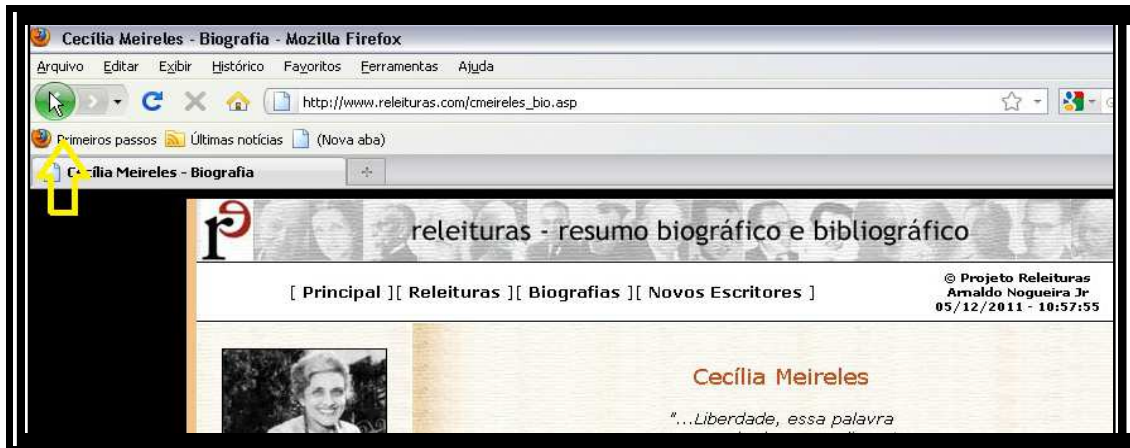 Cecília Meireles - Biografia - Mozilla Firefox
Arquivo Editar Exibir Histórico Favoritos Ferramentas Ajuda
http://www.releituras.com/cmeireles_bio.asp
Primeiros passos Últimas notícias (Nova aba)
Cecília Meireles - Biografia
re releituras - resumo biográfico e bibliográfico
[ Principal ][ Releituras ][ Biografias ][ Novos Escritores ]
© Projeto Releituras
Arnaldo Nogueira Jr
05/12/2011 - 10:57:55
Cecília Meireles
"...Liberdade, essa palavra